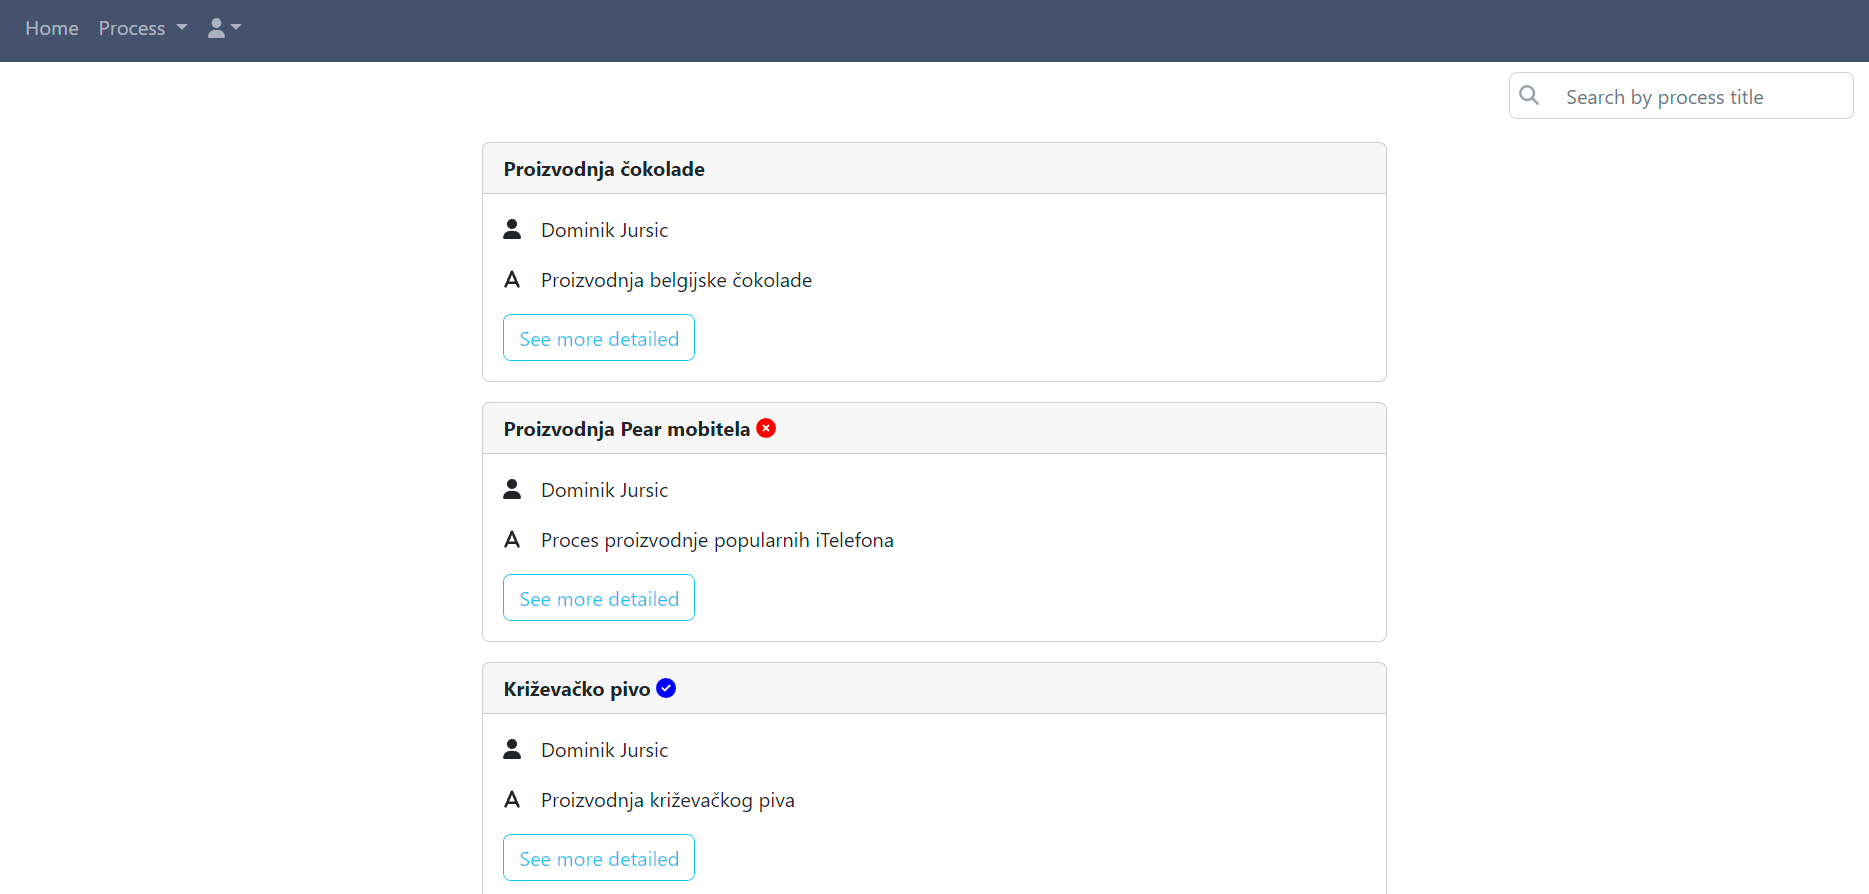 Home Process
Search by process title
Proizvodnja čokolade
Dominik Jursic
Proizvodnja belgijske čokolade
See more detailed
Proizvodnja Pear mobitela
Dominik Jursic
Proces proizvodnje popularnih iTelefona
See more detailed
Križevačko pivo
Dominik Jursic
Proizvodnja križevačkog piva
See more detailed